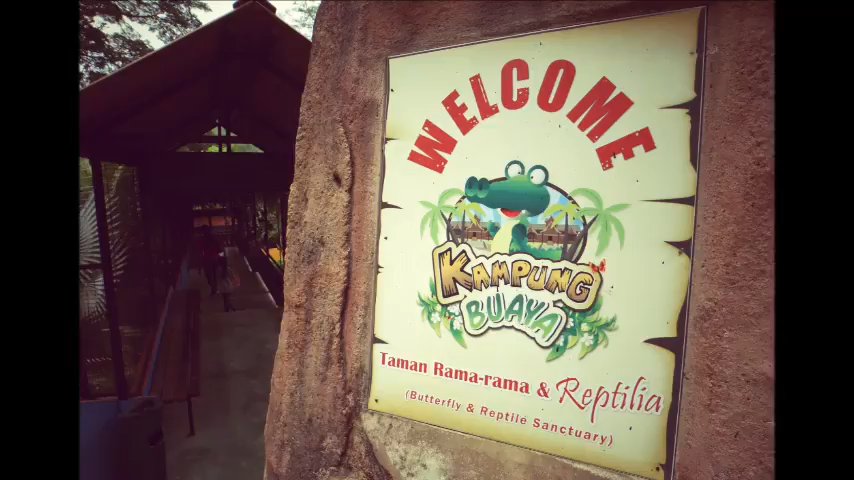 WELCOME
KAMPUNG
BUAYA
Taman Rama-rama & Reptilia
(Butterfly & Reptile Sanctuary)